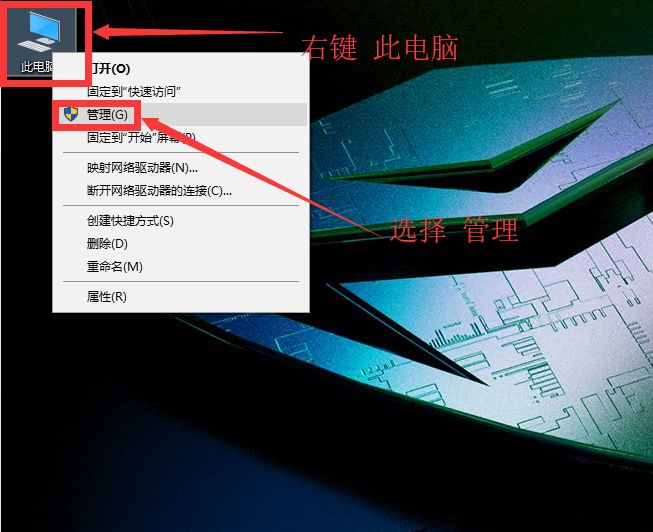 右键 此电脑
此电脑
打开(O)
固定到"快速访问"
管理(G)
固定到"开始"屏幕(P)
映射网络驱动器(N)...
断开网络驱动器的连接(C)...
选择 管理
创建快捷方式(S)
删除(D)
重命名(M)
属性(R)